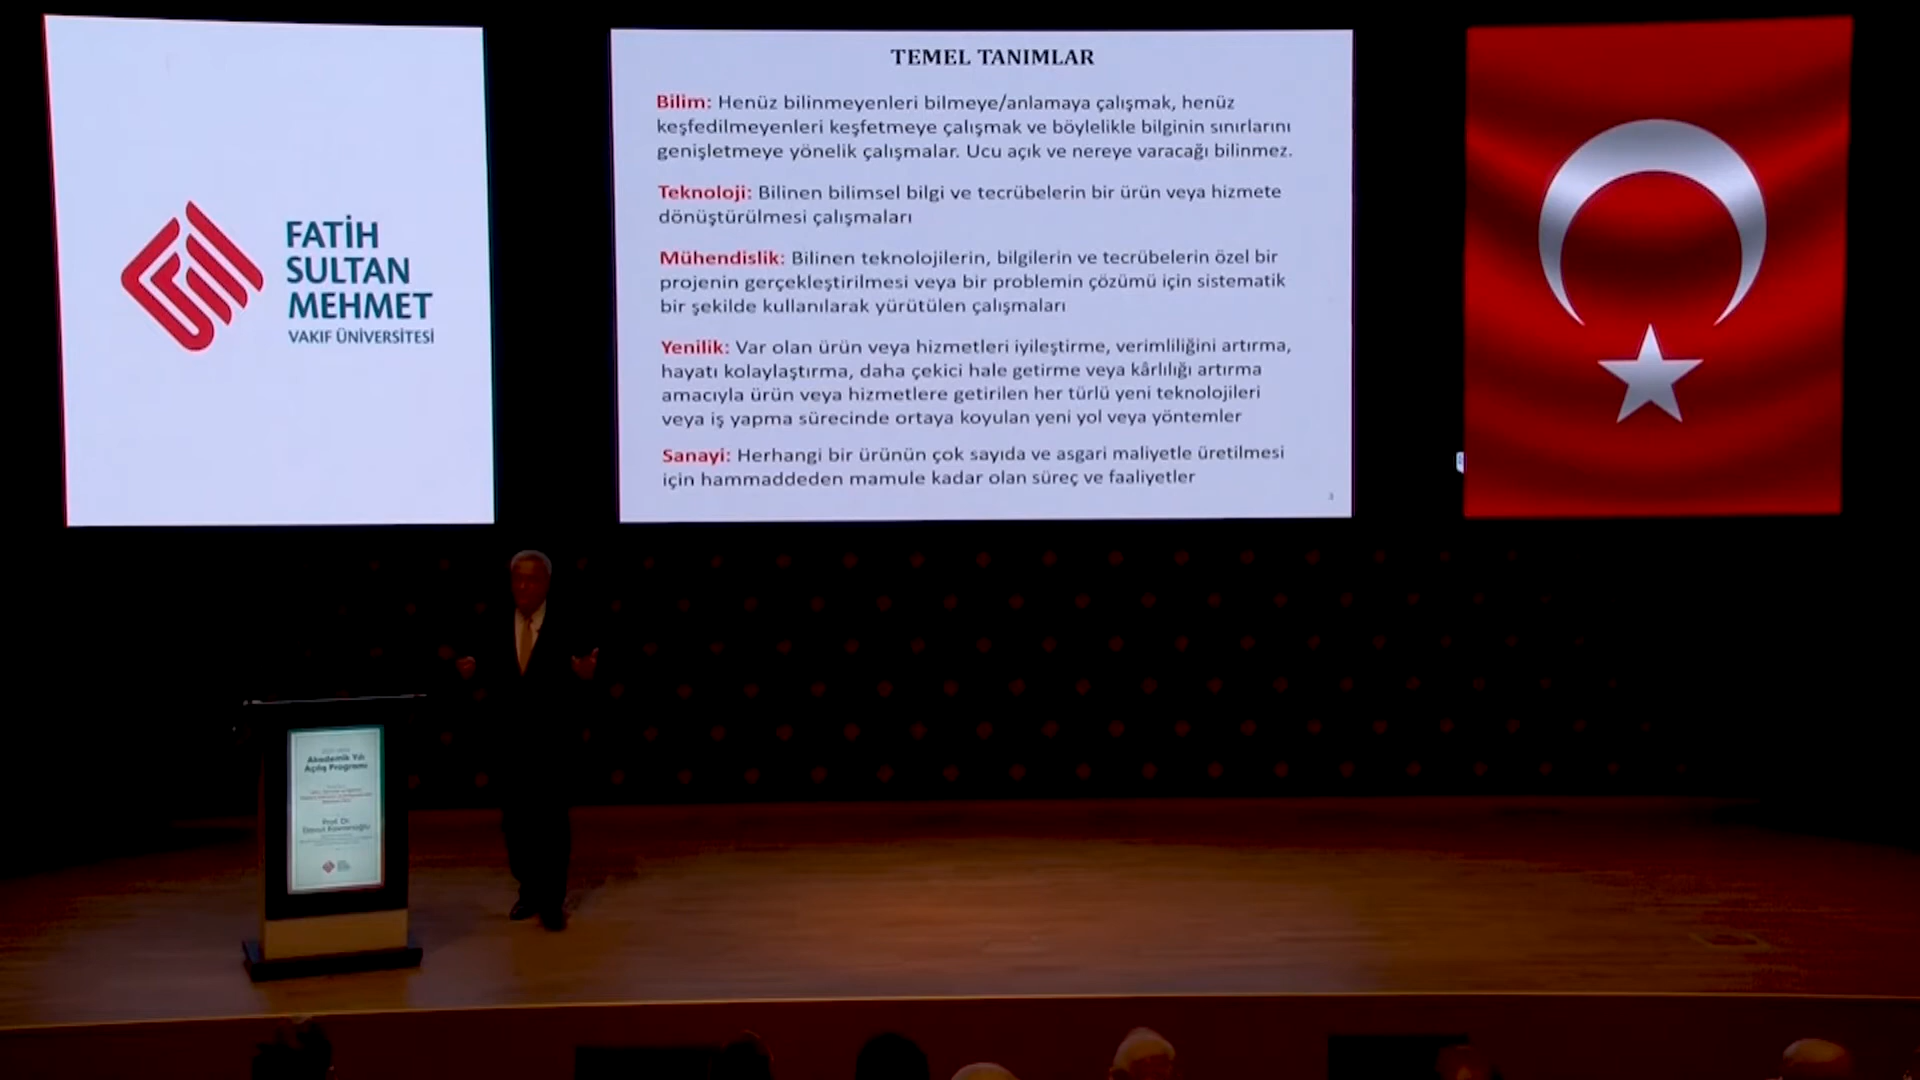 FATİH
SULTAN
MEHMET
VAKIF ÜNİVERSİTESİ
TEMEL TANIMLAR
Bilim: Henüz bilinmeyenleri bilmeye/anlamaya çalışmak, henüz
keşfedilmeyenleri keşfetmeye çalışmak ve böylelikle bilginin sınırlarını
genişletmeye yönelik çalışmalar. Ucu açık ve nereye varacağı bilinmez.
Teknoloji: Bilinen bilimsel bilgi ve tecrübelerin bir ürün veya hizmete
dönüştürülmesi çalışmaları
Mühendislik: Bilinen teknolojilerin, bilgilerin ve tecrübelerin özel bir
projenin gerçekleştirilmesi veya bir problemin çözümü için sistematik
bir şekilde kullanılarak yürütülen çalışmaları
Yenilik: Var olan ürün veya hizmetleri iyileştirme, verimliliğini artırma,
hayatı kolaylaştırma, daha çekici hale getirme veya kârlılığı artırma
amacıyla ürün veya hizmetlere getirilen her türlü yeni teknolojileri
veya iş yapma sürecinde ortaya koyulan yeni yol veya yöntemler
Sanayi: Herhangi bir ürünün çok sayıda ve asgari maliyetle üretilmesi
için hammaddeden mamule kadar olan süreç ve faaliyetler
3
Akademik Yılı
Açılış Programı
Prof. Dr.